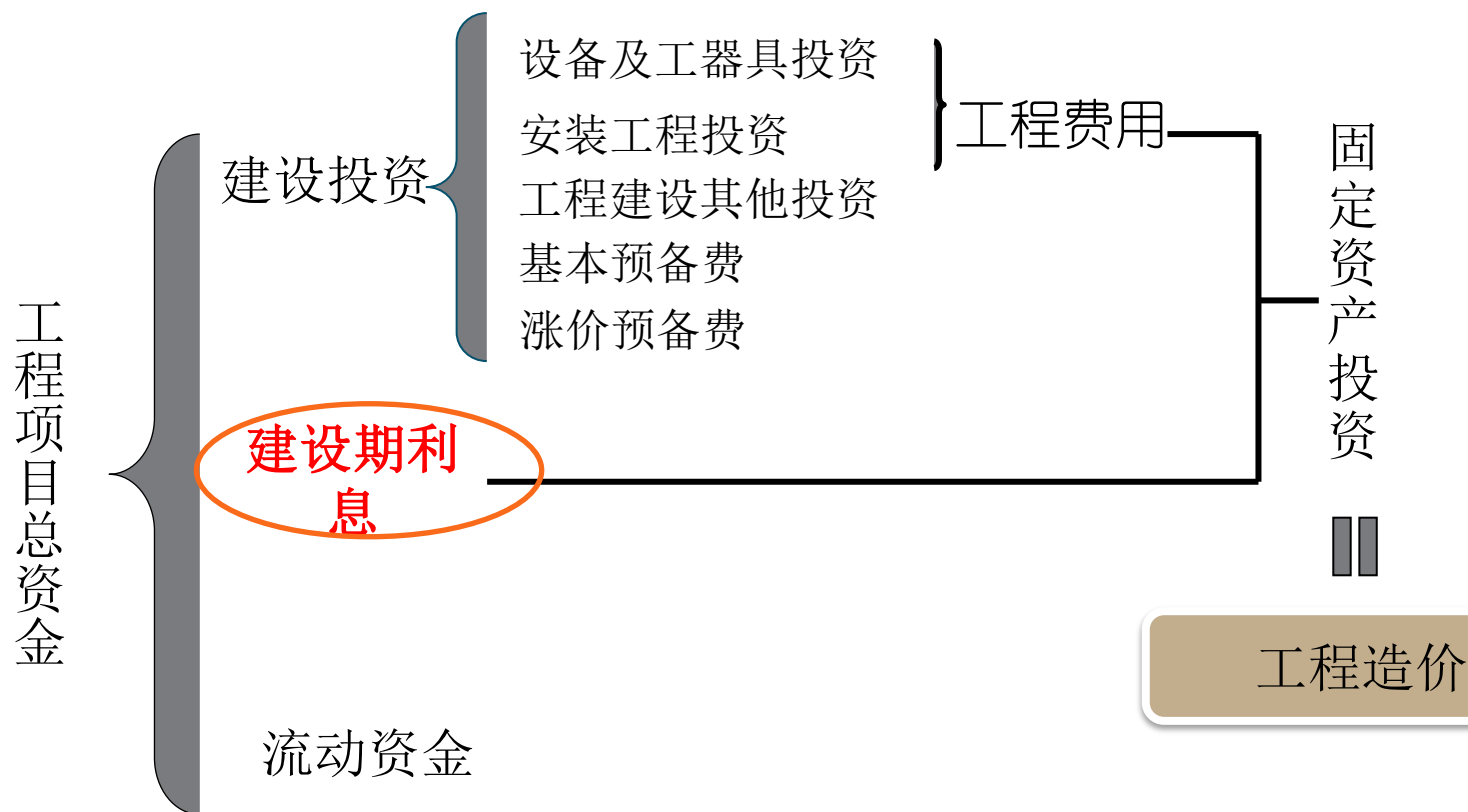 工程项目总资金
建设投资
设备及工器具投资
安装工程投资
工程建设其他投资
基本预备费
涨价预备费
工程费用
固定资产投资
建设期利
息
流动资金
工程造价